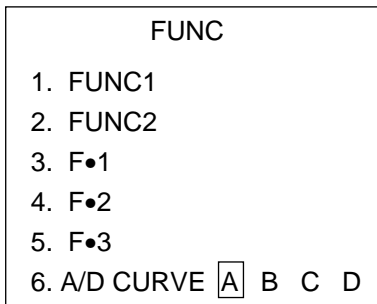 FUNC
1. FUNC1
2. FUNC2
3. F•1
4. F•2
5. F•3
6. A/D CURVE A B C D